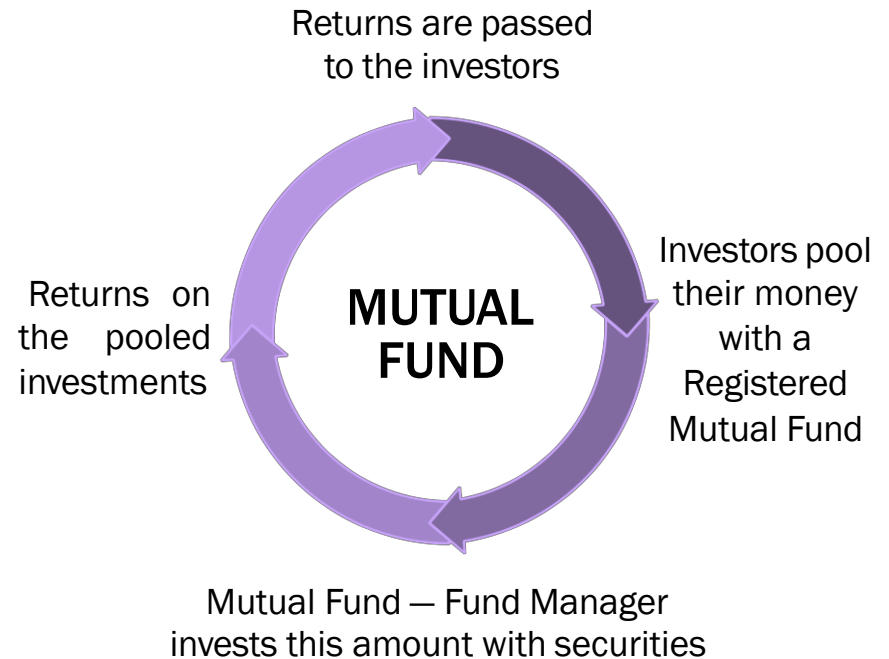 Returns are passed
to the investors
Investors pool
their money
with a
Registered
Mutual Fund
Mutual Fund — Fund Manager
invests this amount with securities
Returns on
the pooled
investments
MUTUAL
FUND